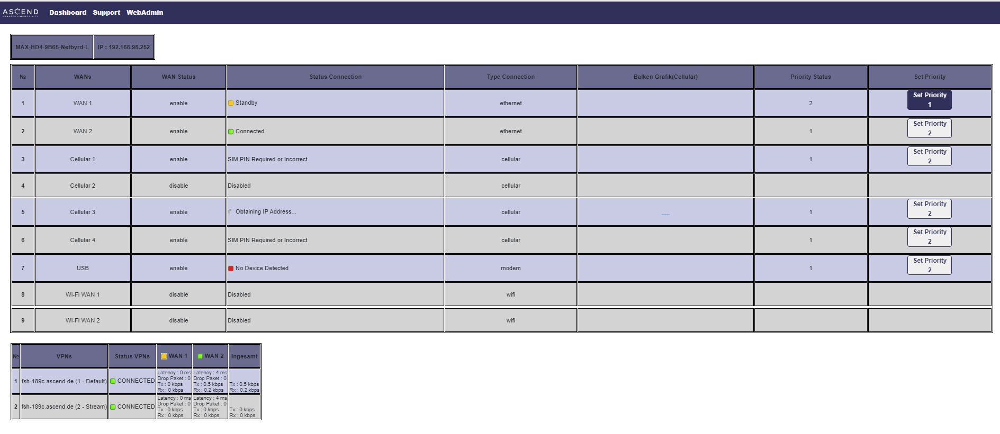 ASCEND
MANAGED CONNECTIVITY
Dashboard Support WebAdmin
MAX-HD4-9B65-Netbyrd-L IP : 192.168.98.252
№ WANs WAN Status Status Connection Type Connection Balken Grafik(Cellular) Priority Status Set Priority
1 WAN 1 enable Standby ethernet 2 Set Priority 1
2 WAN 2 enable Connected ethernet 1 Set Priority 2
3 Cellular 1 enable SIM PIN Required or Incorrect cellular 1 Set Priority 2
4 Cellular 2 disable Disabled cellular
5 Cellular 3 enable Obtaining IP Address... cellular 1 Set Priority 2
6 Cellular 4 enable SIM PIN Required or Incorrect cellular 1 Set Priority 2
7 USB enable No Device Detected modem 1 Set Priority 2
8 Wi-Fi WAN 1 disable Disabled wifi
9 Wi-Fi WAN 2 disable Disabled wifi
№ VPNs Status VPNs WAN 1 WAN 2 Ingesamt
1 fsh-189c.ascend.de (1 - Default) CONNECTED
Latency : 0 ms Latency : 4 ms
Drop Paket : 0 Drop Paket : 0
Tx : 0 kbps Tx : 0.5 kbps Tx : 0.5 kbps
Rx : 0 kbps Rx : 0.2 kbps Rx : 0.2 kbps
2 fsh-189c.ascend.de (2 - Stream) CONNECTED
Latency : 0 ms Latency : 4 ms
Drop Paket : 0 Drop Paket : 0
Tx : 0 kbps Tx : 0 kbps Tx : 0 kbps
Rx : 0 kbps Rx : 0 kbps Rx : 0 kbps